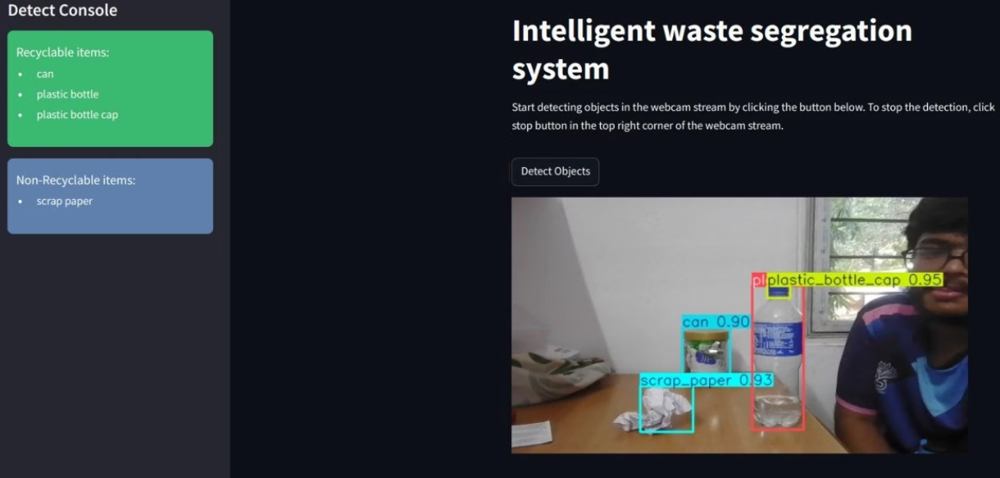 Detect Console
Recyclable items:
can
plastic bottle
plastic bottle cap
Non-Recyclable items:
scrap paper
Intelligent waste segregation
system
Start detecting objects in the webcam stream by clicking the button below. To stop the detection, click
stop button in the top right corner of the webcam stream.
Detect Objects
pl
plastic_bottle_cap 0.95
can 0.90
scrap_paper 0.93